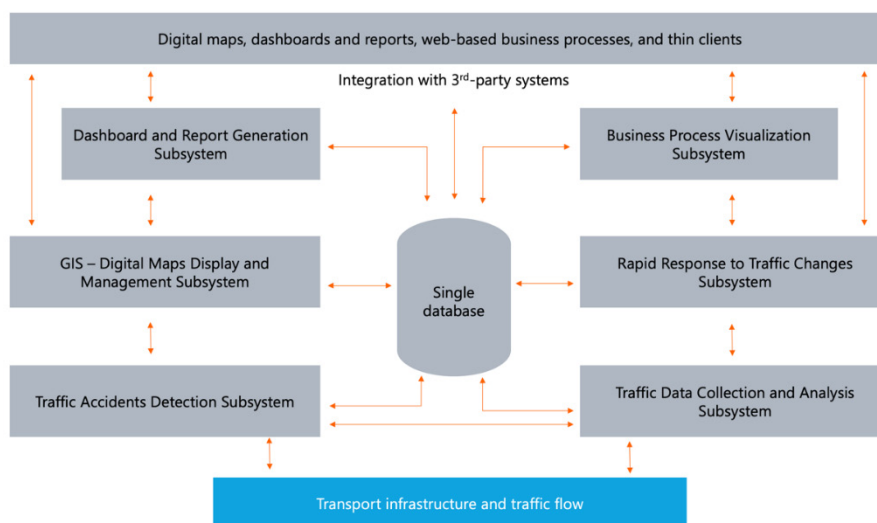 Digital maps, dashboards and reports, web-based business processes, and thin clients
Integration with 3rd-party systems
Dashboard and Report Generation
Subsystem
Business Process Visualization
Subsystem
GIS – Digital Maps Display and
Management Subsystem
Single
database
Rapid Response to Traffic Changes
Subsystem
Traffic Accidents Detection Subsystem
Traffic Data Collection and Analysis
Subsystem
Transport infrastructure and traffic flow